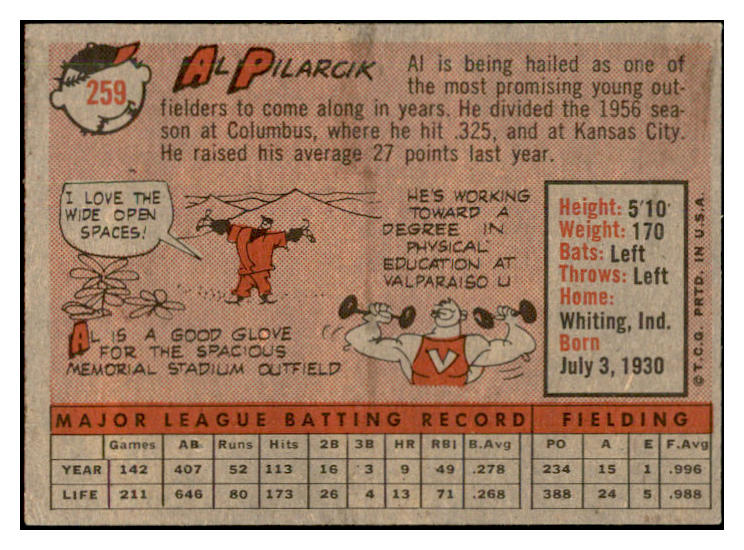 259
AL PILARCIK
Al is being hailed as one of
the most promising young out-
fielders to come along in years. He divided the 1956 sea-
son at Columbus, where he hit .325, and at Kansas City.
He raised his average 27 points last year.
I LOVE THE
WIDE OPEN
SPACES!
AL IS A GOOD GLOVE
FOR THE SPACIOUS
MEMORIAL STADIUM OUTFIELD
HE'S WORKING
TOWARD A
DEGREE IN
PHYSICAL
EDUCATION AT
VALPARAISO U
V
Height: 5'10
Weight: 170
Bats: Left
Throws: Left
Home:
Whiting, Ind.
Born
July 3, 1930
© T.C.G. PRTD. IN U.S.A.
MAJOR LEAGUE BATTING RECORD FIELDING
Games AB Runs Hits 2B 3B HR RBI B.Avg PO A E F.Avg
YEAR 142 407 52 113 16 3 9 49 .278 234 15 1 .996
LIFE 211 646 80 173 26 4 13 71 .268 388 24 5 .988